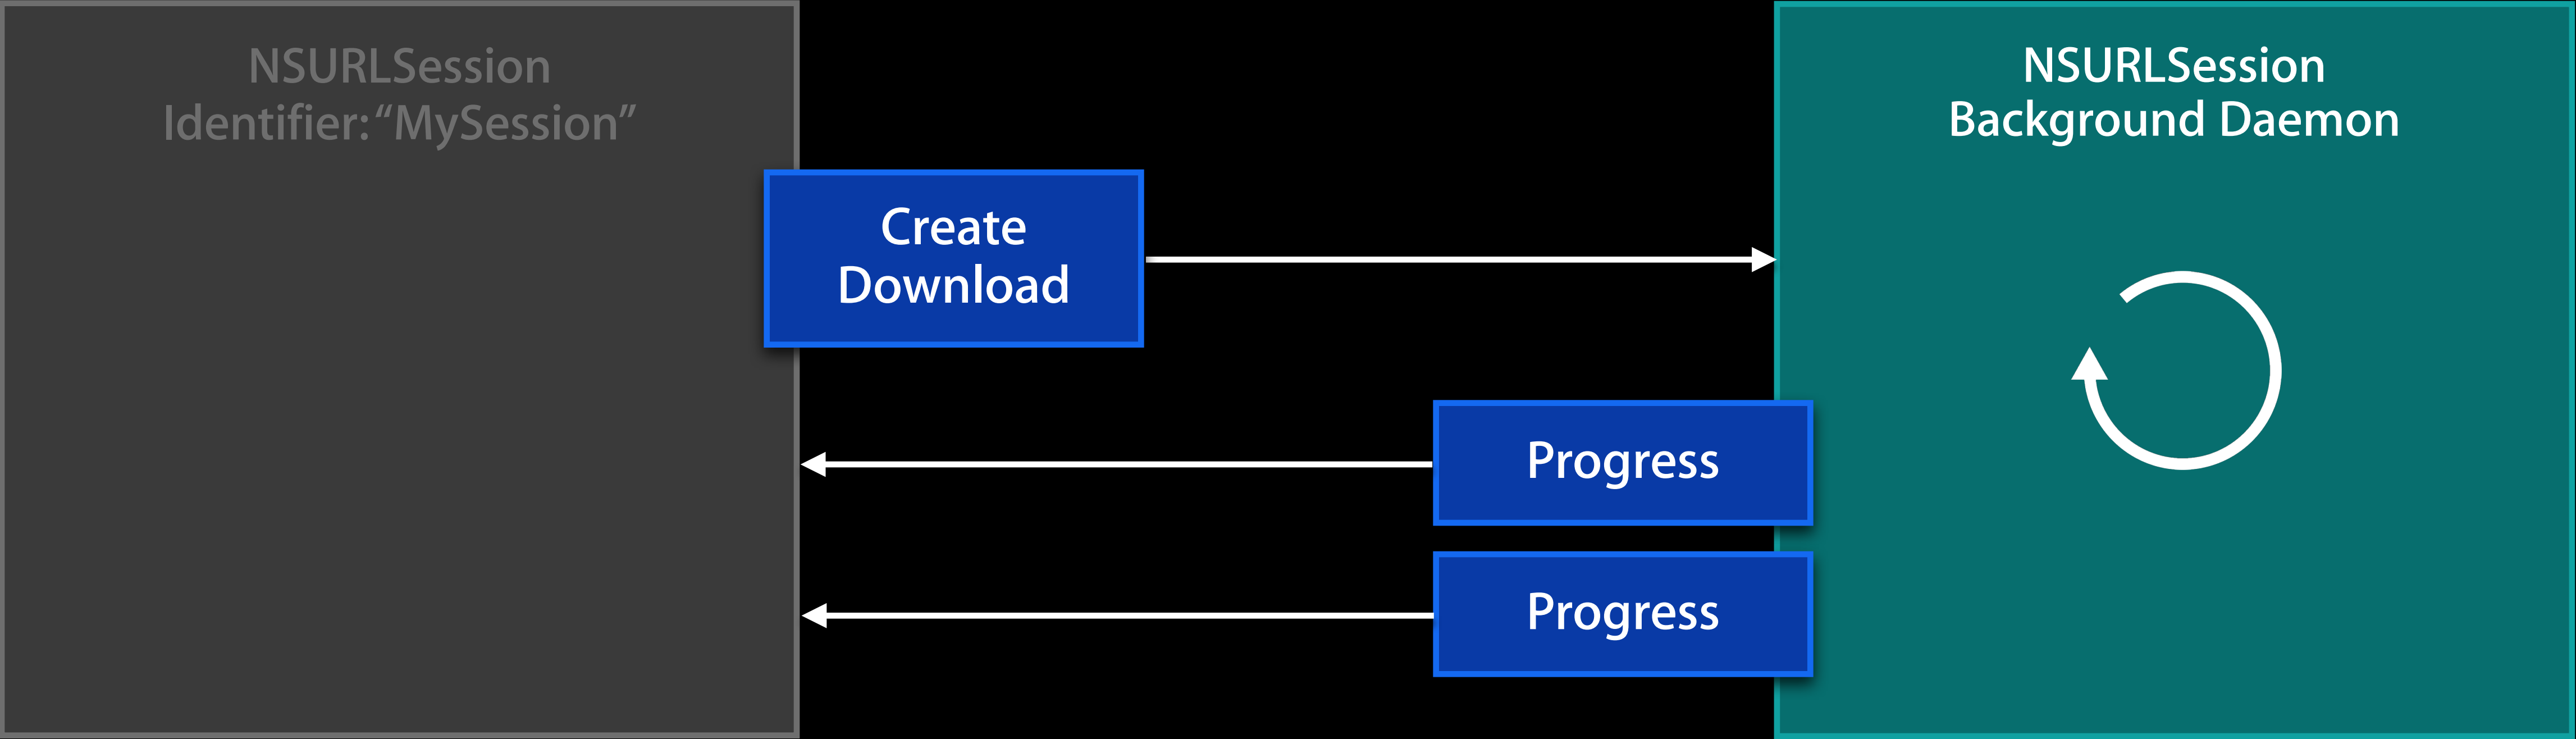 NSURLSession
Identifier: “MySession”
NSURLSession
Background Daemon
Create
Download
Progress
Progress